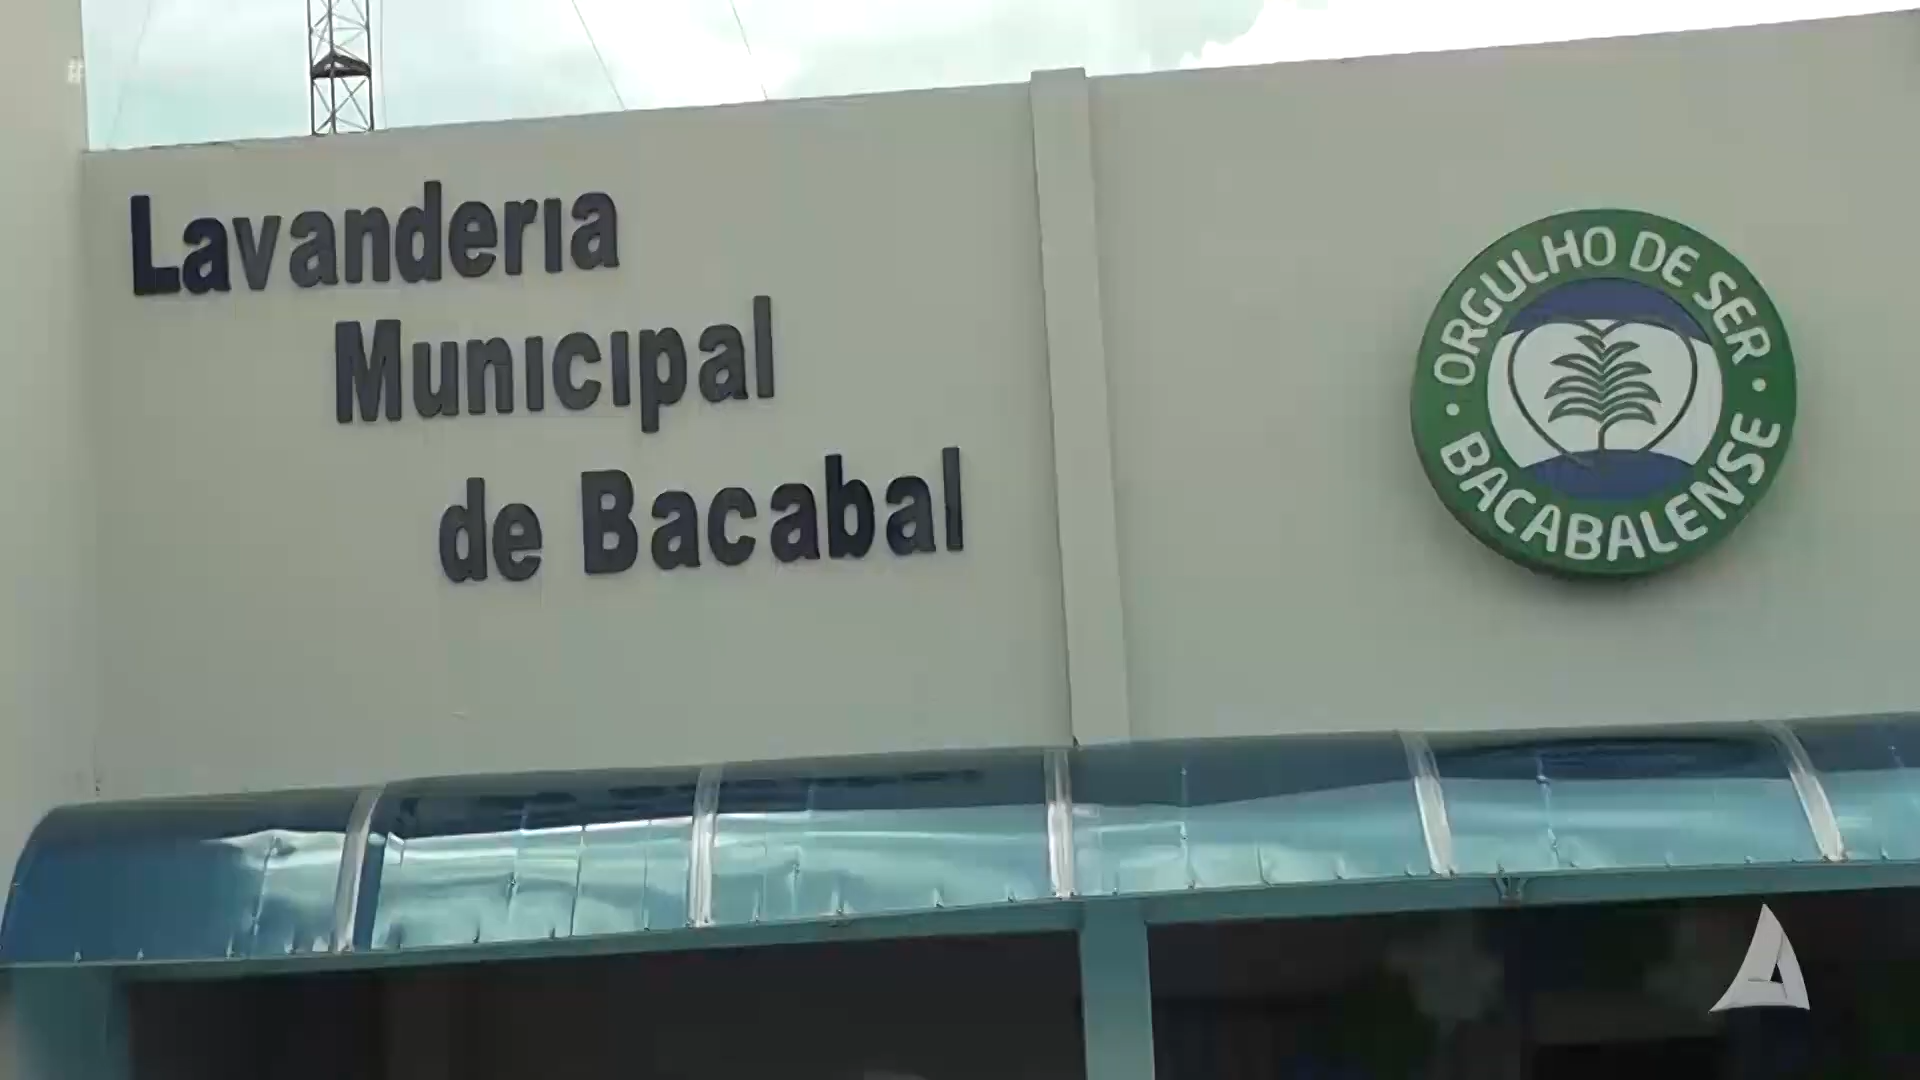 #
Lavanderia
Municipal
de Bacabal
• ORGULHO DE SER •
BACABALENSE
A